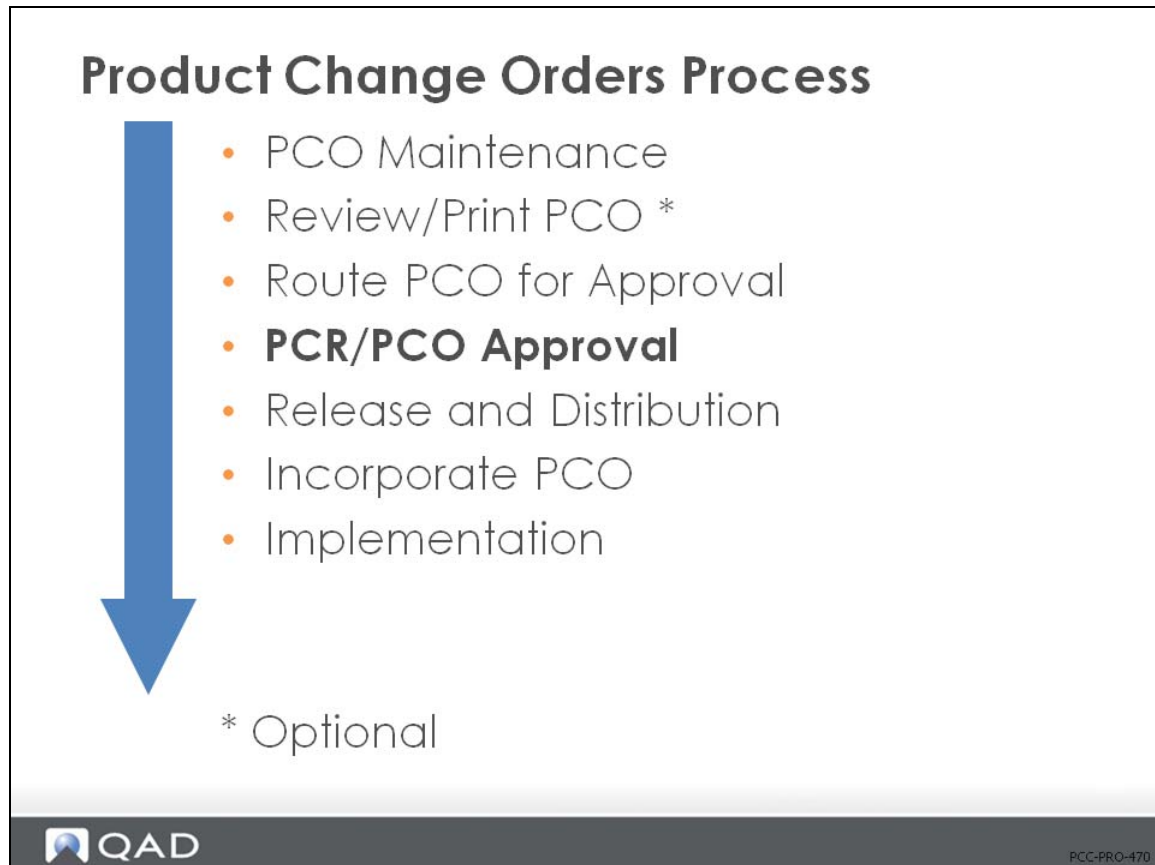 Product Change Orders Process
• PCO Maintenance
• Review/Print PCO *
• Route PCO for Approval
• PCR/PCO Approval
• Release and Distribution
• Incorporate PCO
• Implementation
* Optional
QAD
PCC-PRO-470